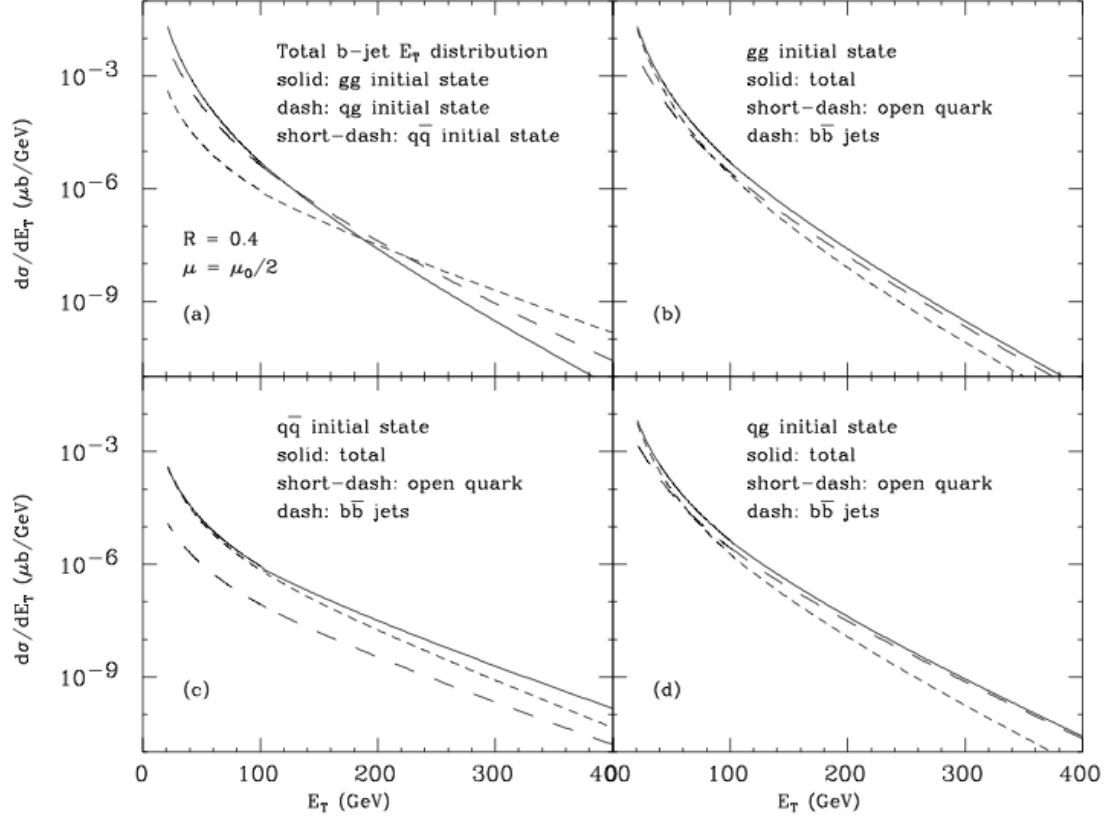 Total b-jet E_T distribution
solid: gg initial state
dash: qg initial state
short-dash: qq̄ initial state
R = 0.4
μ = μ₀/2
(a)
gg initial state
solid: total
short-dash: open quark
dash: bb̄ jets
(b)
10⁻³
10⁻⁶
10⁻⁹
dσ/dE_T (μb/GeV)
qq̄ initial state
solid: total
short-dash: open quark
dash: bb̄ jets
(c)
qg initial state
solid: total
short-dash: open quark
dash: bb̄ jets
(d)
10⁻³
10⁻⁶
10⁻⁹
dσ/dE_T (μb/GeV)
0 100 200 300 400
E_T (GeV)
0 100 200 300 400
E_T (GeV)